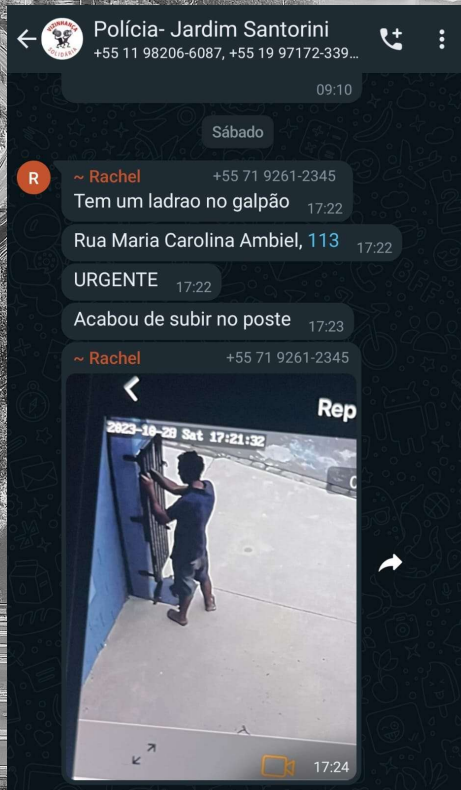 Polícia- Jardim Santorini
VIZINHANÇA
SOLIDÁRIA
+55 11 98206-6087, +55 19 97172-339...
09:10
Sábado
R
~ Rachel +55 71 9261-2345
Tem um ladrao no galpão 17:22
Rua Maria Carolina Ambiel, 113 17:22
URGENTE 17:22
Acabou de subir no poste 17:23
~ Rachel +55 71 9261-2345
Rep
2023-10-28 Sat 17:21:32
17:24